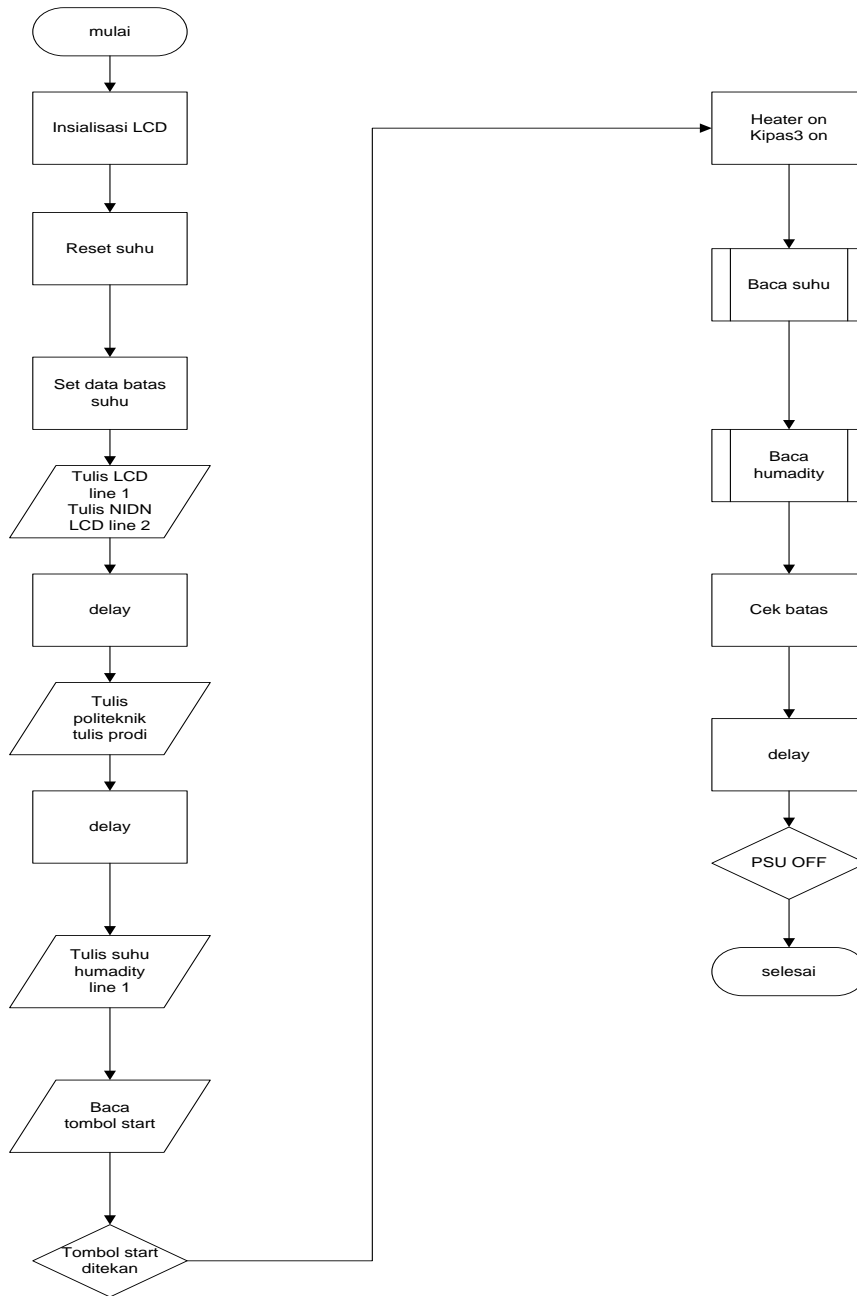 mulai
Insialisasi LCD
Reset suhu
Set data batas
suhu
Tulis LCD
line 1
Tulis NIDN
LCD line 2
delay
Tulis
politeknik
tulis prodi
delay
Tulis suhu
humadity
line 1
Baca
tombol start
Tombol start
ditekan
Heater on
Kipas3 on
Baca suhu
Baca
humadity
Cek batas
delay
PSU OFF
selesai